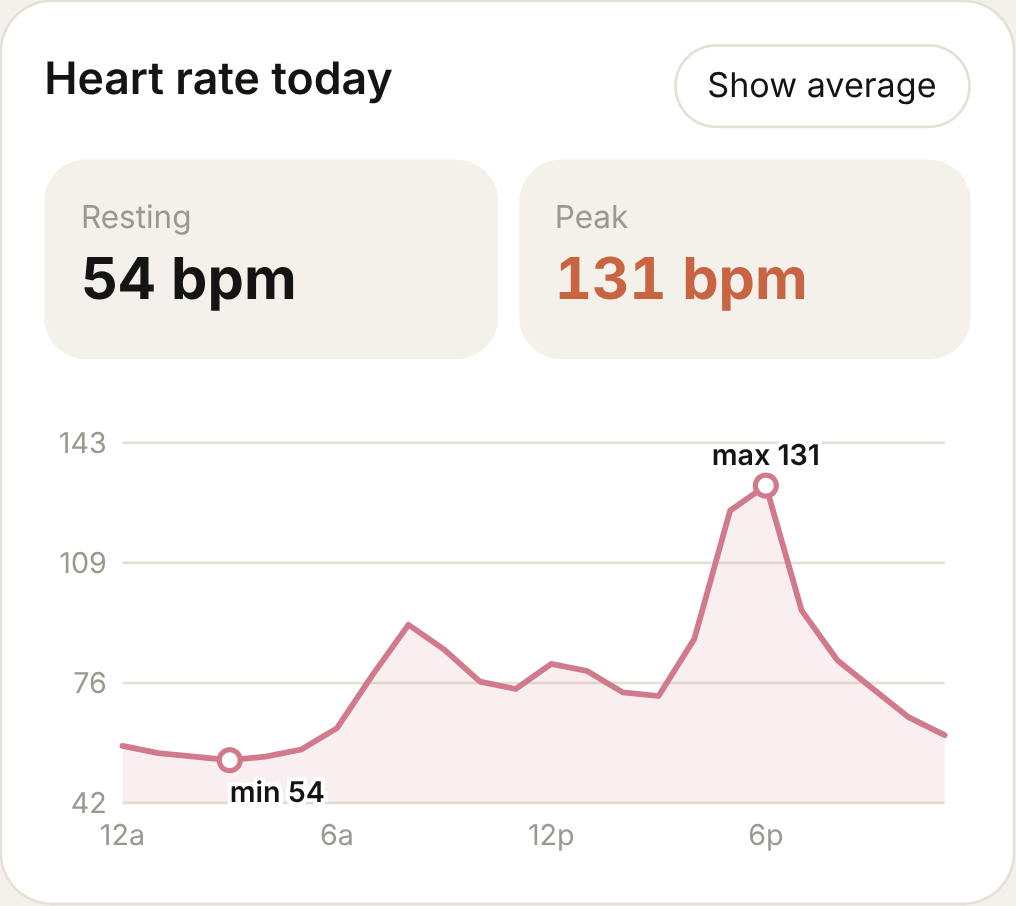 Heart rate today
Show average
Resting
54 bpm
Peak
131 bpm
143
max 131
109
76
min 54
42
12a
6a
12p
6p